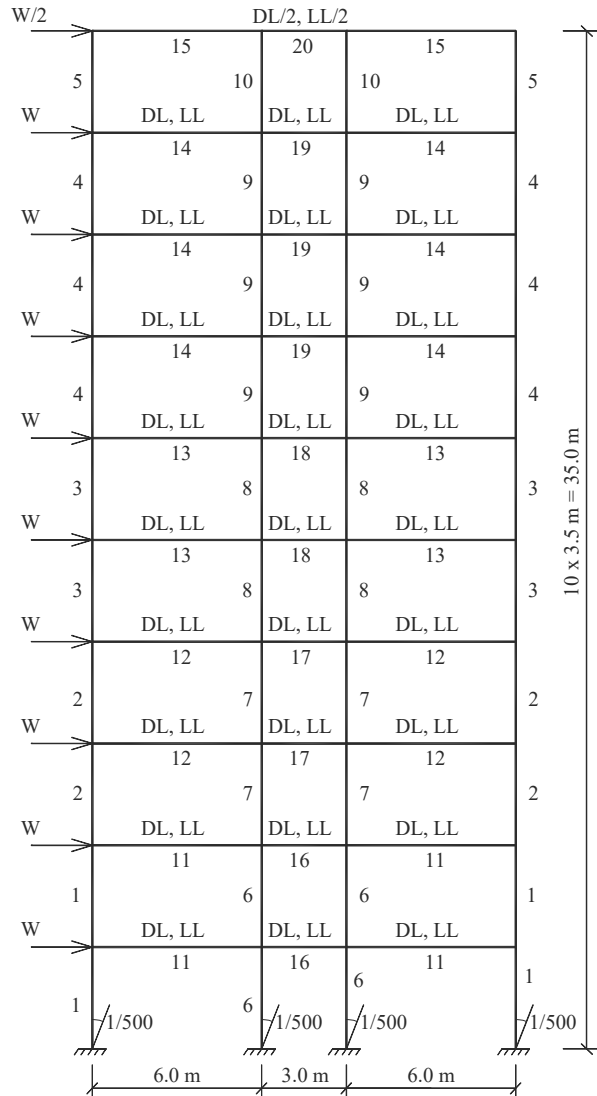 W/2 DL/2, LL/2
15 20 15
5 10 10 5
W DL, LL DL, LL DL, LL
14 19 14
4 9 9 4
W DL, LL DL, LL DL, LL
14 19 14
4 9 9 4
W DL, LL DL, LL DL, LL
14 19 14
4 9 9 4
W DL, LL DL, LL DL, LL
13 18 13
3 8 8 3
W DL, LL DL, LL DL, LL
13 18 13
3 8 8 3
W DL, LL DL, LL DL, LL
12 17 12
2 7 7 2
W DL, LL DL, LL DL, LL
12 17 12
2 7 7 2
W DL, LL DL, LL DL, LL
11 16 11
1 6 6 1
W DL, LL DL, LL DL, LL
11 16 11
1 6 6 1
1/500 1/500 1/500 1/500
6.0 m 3.0 m 6.0 m
10 x 3.5 m = 35.0 m